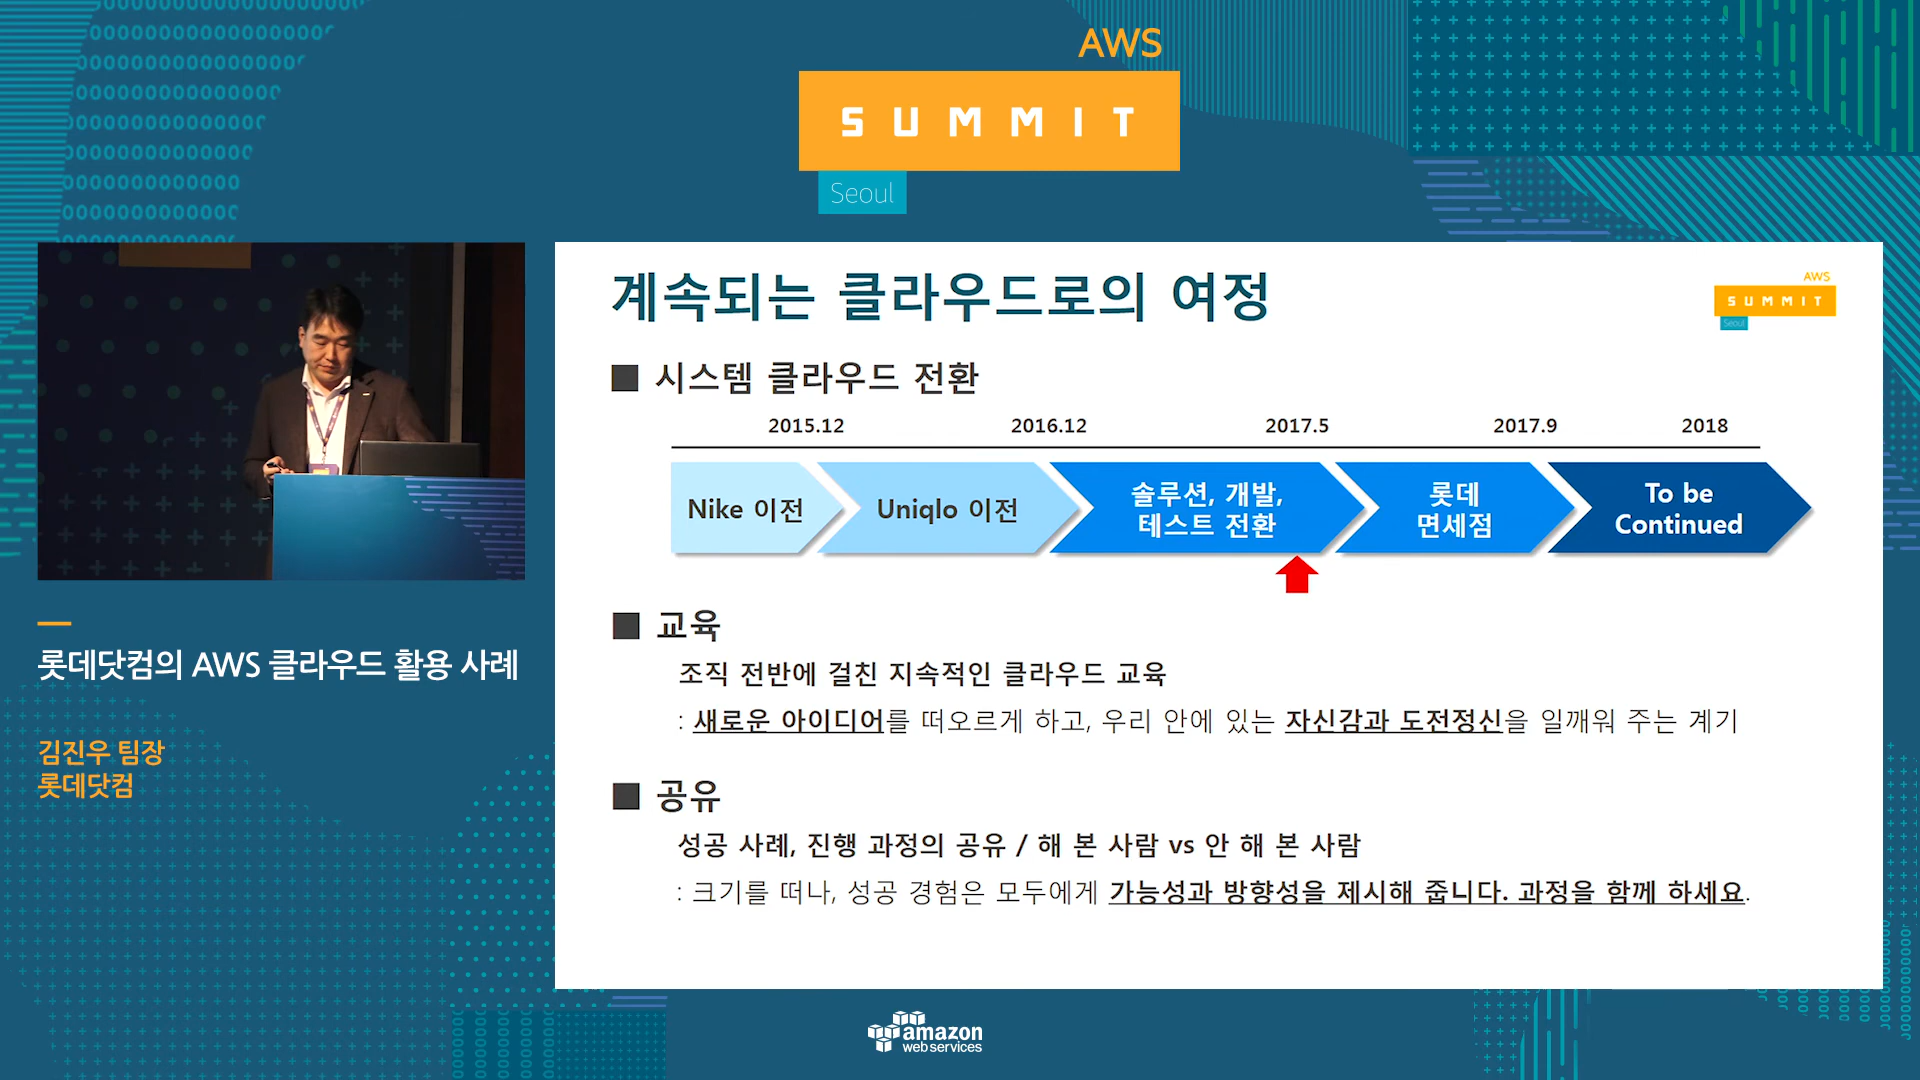 AWS
SUMMIT
Seoul
계속되는 클라우드로의 여정
AWS
SUMMIT
Seoul
■ 시스템 클라우드 전환
2015.12 2016.12 2017.5 2017.9 2018
Nike 이전
Uniqlo 이전
솔루션, 개발,
테스트 전환
롯데
면세점
To be
Continued
■ 교육
조직 전반에 걸친 지속적인 클라우드 교육
: 새로운 아이디어를 떠오르게 하고, 우리 안에 있는 자신감과 도전정신을 일깨워 주는 계기
■ 공유
성공 사례, 진행 과정의 공유 / 해 본 사람 vs 안 해 본 사람
: 크기를 떠나, 성공 경험은 모두에게 가능성과 방향성을 제시해 줍니다. 과정을 함께 하세요.
롯데닷컴의 AWS 클라우드 활용 사례
김진우 팀장
롯데닷컴
amazon
web services